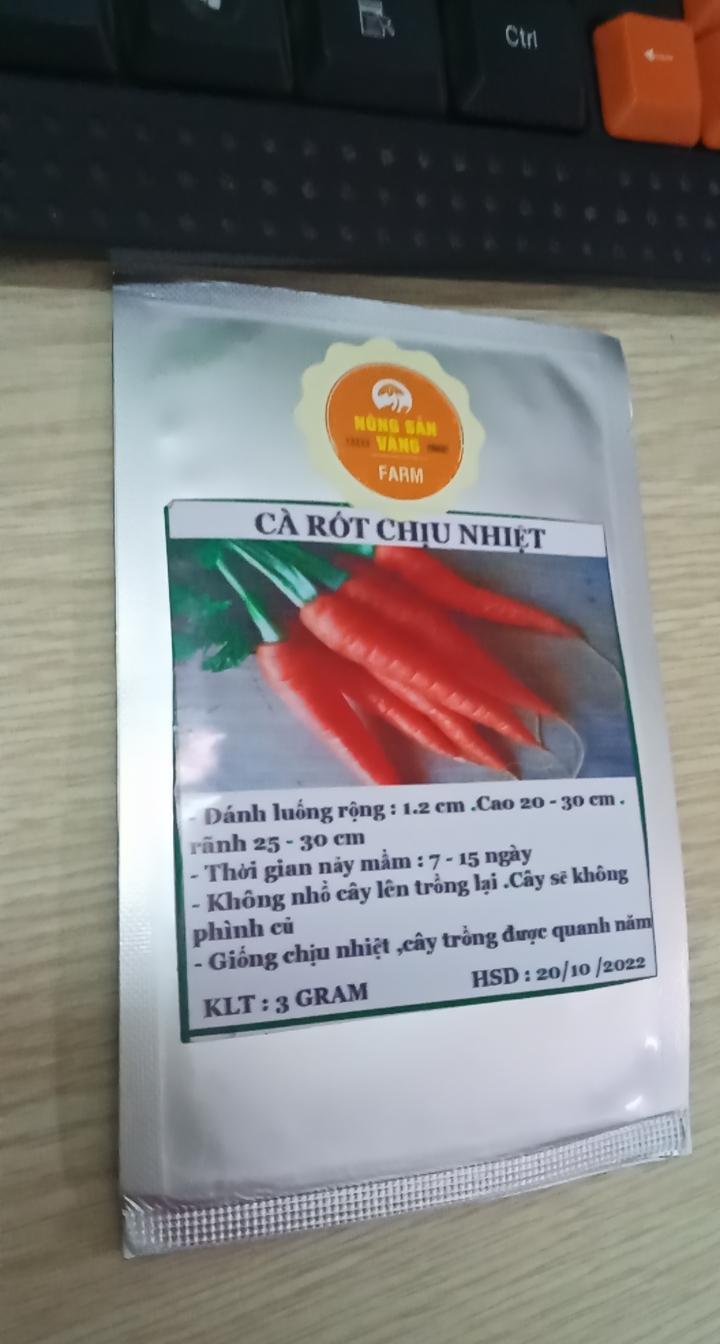 Ctrl
NÔNG SẢN
VÀNG
FARM
CÀ RỐT CHỊU NHIỆT
- Đánh luống rộng : 1.2 cm .Cao 20 - 30 cm .
rãnh 25 - 30 cm
- Thời gian nảy mầm : 7 - 15 ngày
- Không nhổ cây lên trồng lại .Cây sẽ không
phình củ
- Giống chịu nhiệt ,cây trồng được quanh năm
KLT : 3 GRAM HSD : 20/10 /2022